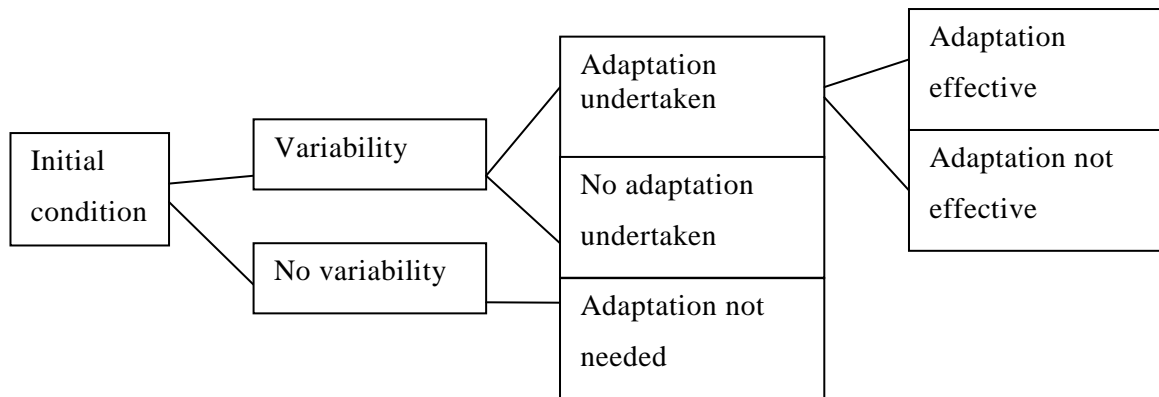 Initial
condition
Variability
No variability
Adaptation
undertaken
No adaptation
undertaken
Adaptation not
needed
Adaptation
effective
Adaptation not
effective